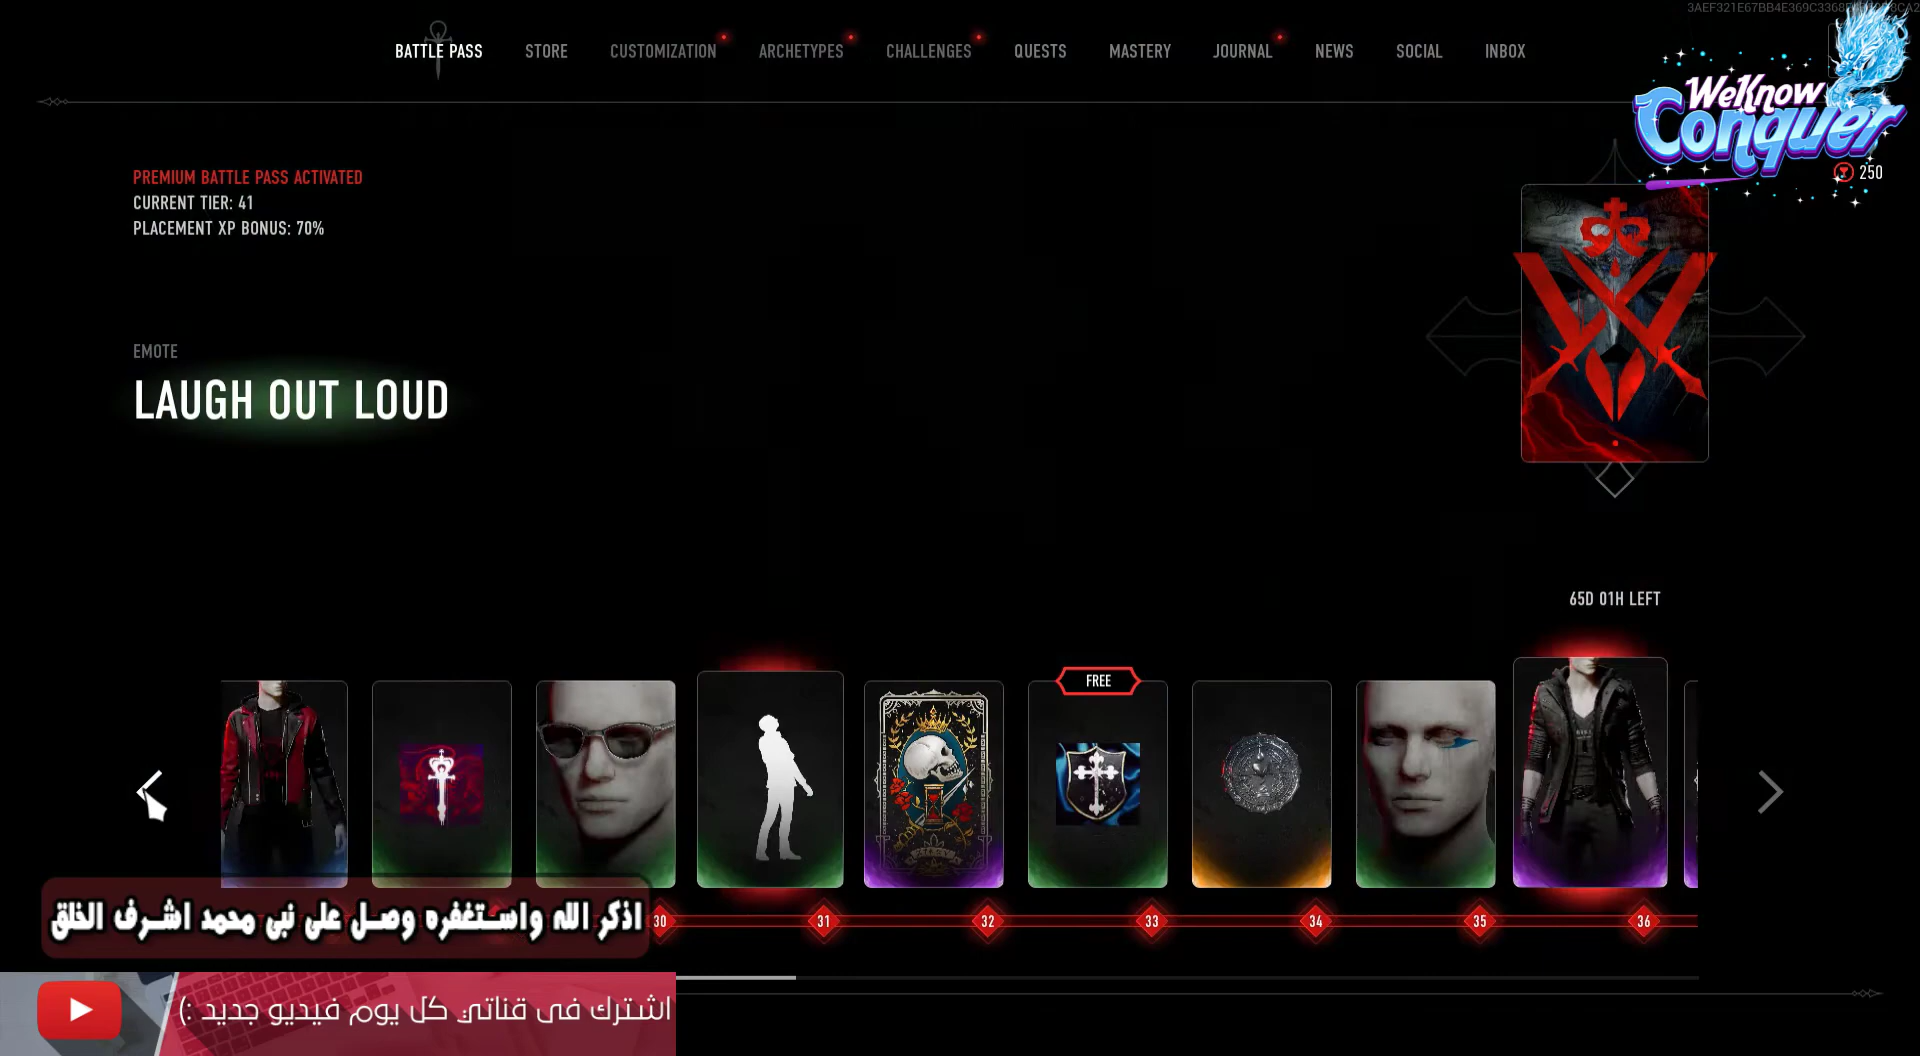 BATTLE PASS STORE CUSTOMIZATION ARCHETYPES CHALLENGES QUESTS MASTERY JOURNAL NEWS SOCIAL INBOX
WeKnow
Conquer
250
PREMIUM BATTLE PASS ACTIVATED
CURRENT TIER: 41
PLACEMENT XP BONUS: 70%
EMOTE
LAUGH OUT LOUD
65D 01H LEFT
FREE
30 31 32 33 34 35 36
اذكر الله واستغفره وصل على نبى محمد اشرف الخلق
اشترك فى قناتي كل يوم فيديو جديد :)